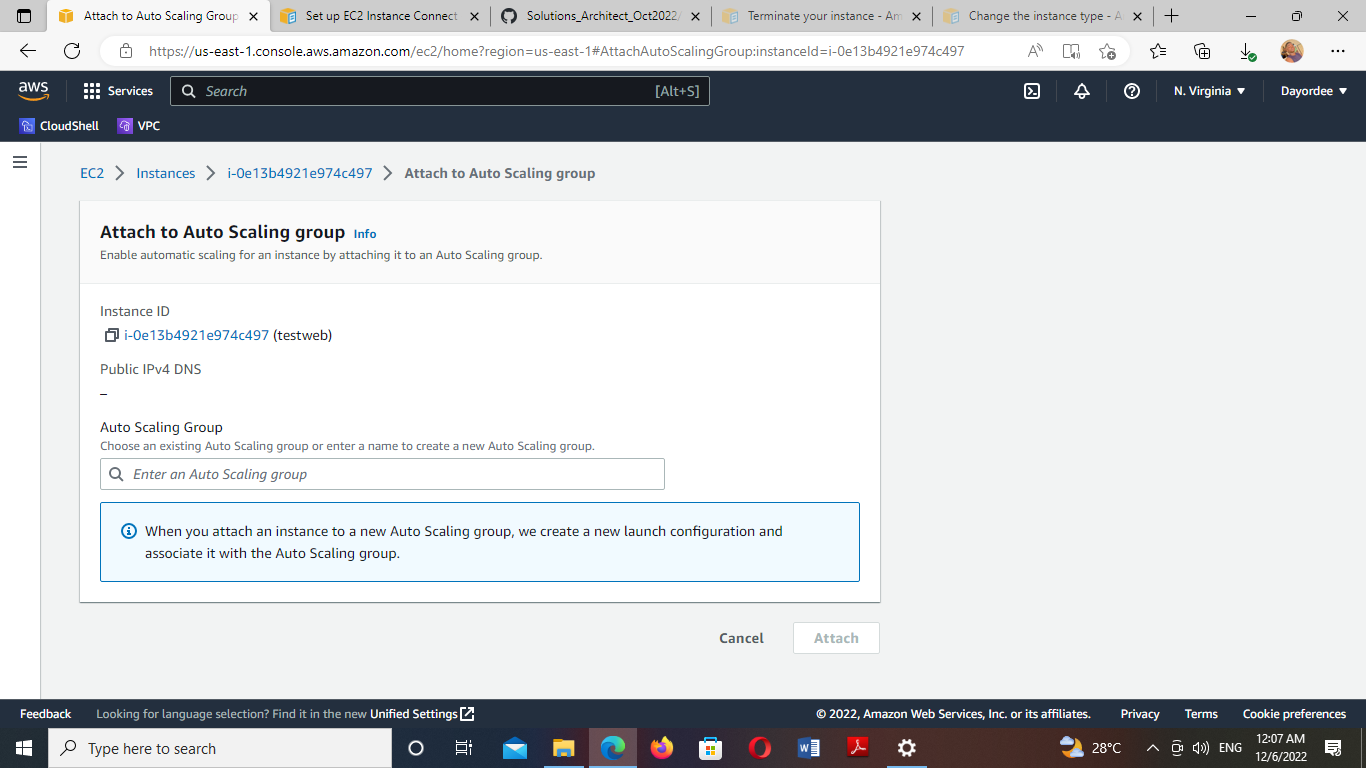 Attach to Auto Scaling Group
Set up EC2 Instance Connect
Solutions_Architect_Oct2022
Terminate your instance - Am
Change the instance type - A
https://us-east-1.console.aws.amazon.com/ec2/home?region=us-east-1#AttachAutoScalingGroup:instanceId=i-0e13b4921e974c497
aws
Services
Search
[Alt+S]
N. Virginia
Dayordee
CloudShell
VPC
EC2 > Instances > i-0e13b4921e974c497 > Attach to Auto Scaling group
Attach to Auto Scaling group Info
Enable automatic scaling for an instance by attaching it to an Auto Scaling group.
Instance ID
i-0e13b4921e974c497 (testweb)
Public IPv4 DNS
–
Auto Scaling Group
Choose an existing Auto Scaling group or enter a name to create a new Auto Scaling group.
Enter an Auto Scaling group
When you attach an instance to a new Auto Scaling group, we create a new launch configuration and
associate it with the Auto Scaling group.
Cancel
Attach
Feedback
Looking for language selection? Find it in the new Unified Settings
© 2022, Amazon Web Services, Inc. or its affiliates.
Privacy
Terms
Cookie preferences
Type here to search
28°C
ENG
12:07 AM
12/6/2022